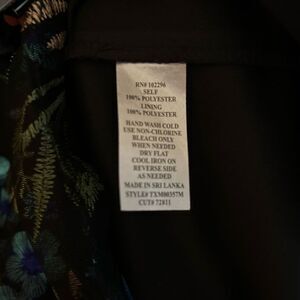 RN# 102296
SELF
100% POLYESTER
LINING
100% POLYESTER
HAND WASH COLD
USE NON-CHLORINE
BLEACH ONLY
WHEN NEEDED
DRY FLAT
COOL IRON ON
REVERSE SIDE
AS NEEDED
MADE IN SRI LANKA
STYLE# TXM00357M
CUT# 72811